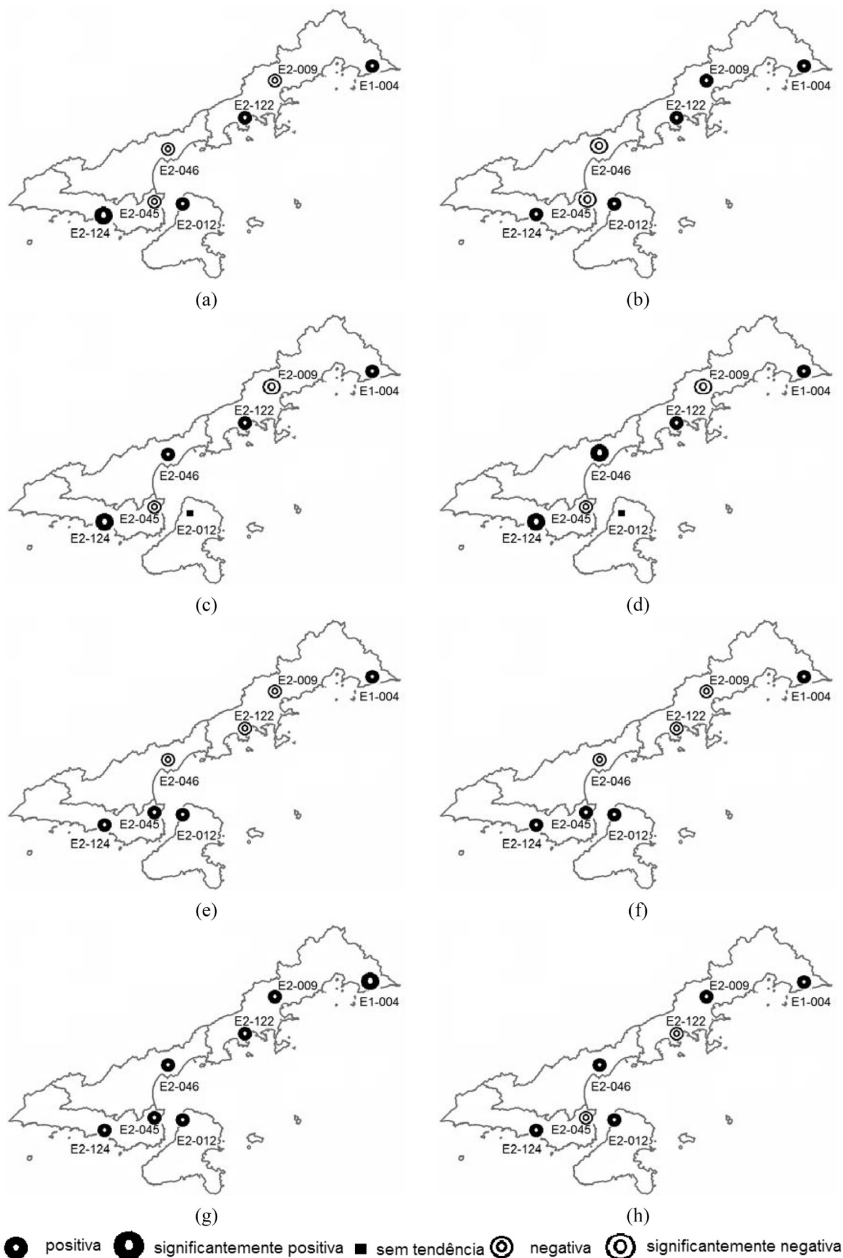 E2-009
E1-004
E2-122
E2-046
E2-045
E2-012
E2-124
(a)
E2-009
E1-004
E2-122
E2-046
E2-045
E2-012
E2-124
(b)
E2-009
E1-004
E2-122
E2-046
E2-045
E2-012
E2-124
(c)
E2-009
E1-004
E2-122
E2-046
E2-045
E2-012
E2-124
(d)
E2-009
E1-004
E2-122
E2-046
E2-045
E2-012
E2-124
(e)
E2-009
E1-004
E2-122
E2-046
E2-045
E2-012
E2-124
(f)
E2-009
E1-004
E2-122
E2-046
E2-045
E2-012
E2-124
(g)
E2-009
E1-004
E2-122
E2-046
E2-045
E2-012
E2-124
(h)
positiva significantemente positiva sem tendência negativa significantemente negativa